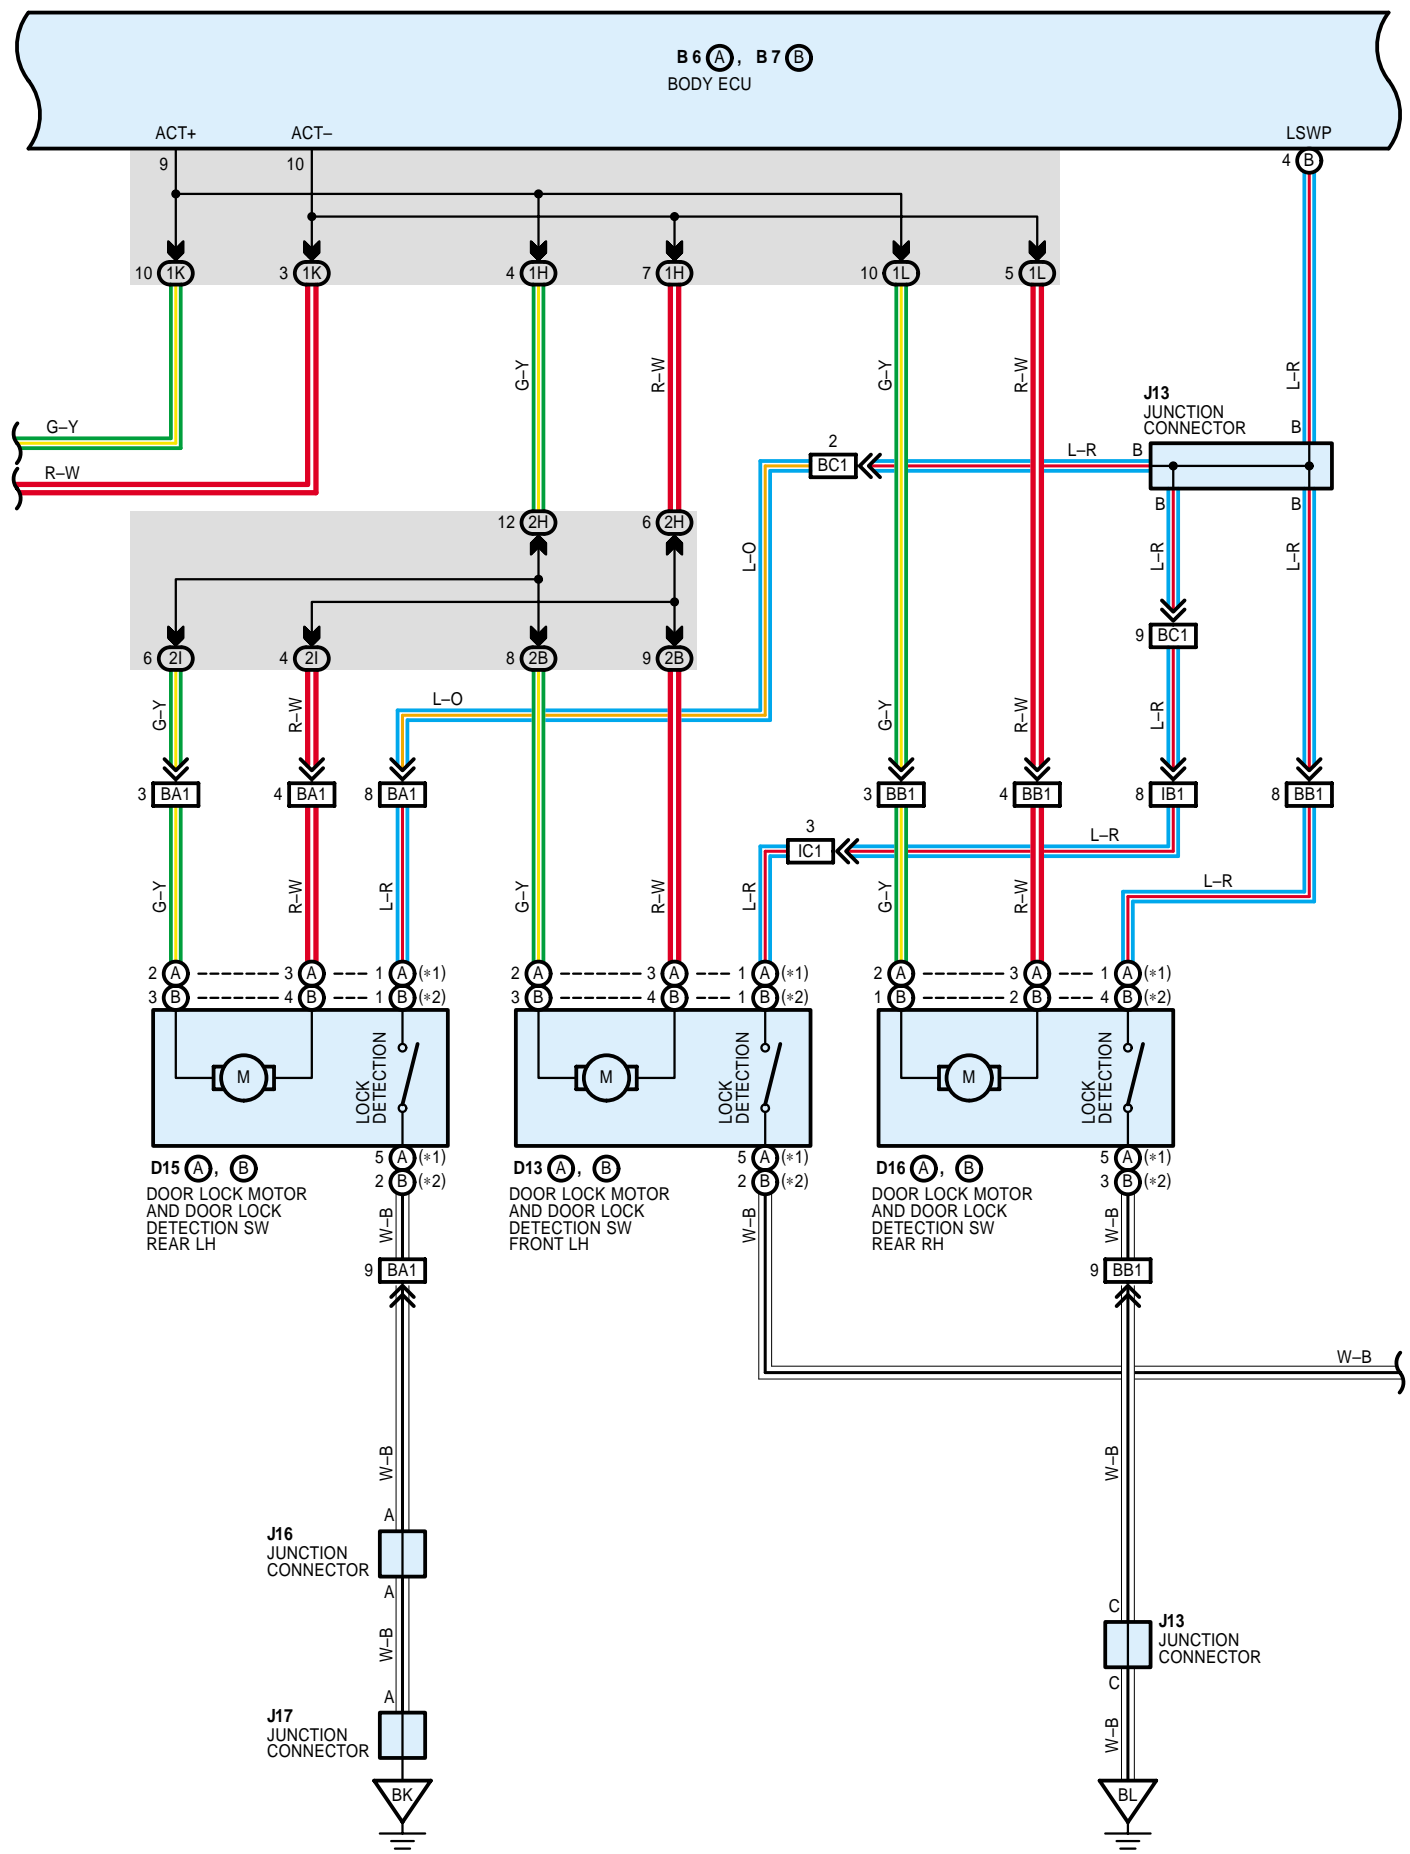 B 6 A , B 7 B
BODY ECU
ACT+ ACT– LSWP
9 10 4 B
10 1K 3 1K 4 1H 7 1H 10 1L 5 1L
G–Y R–W G–Y R–W L–R
J13
JUNCTION
CONNECTOR
G–Y
R–W
2 BC1 L–R B B
B B
12 2H 6 2H
L–O L–R L–R
9 BC1
6 2I 4 2I 8 2B 9 2B
L–O
G–Y R–W G–Y R–W L–R
3 BA1 4 BA1 8 BA1 3 BB1 4 BB1 8 IB1 8 BB1
3 IC1 L–R
L–R
G–Y R–W L–R G–Y R–W L–R G–Y R–W
2 A 3 A 1 A (*1) 2 A 3 A 1 A (*1) 2 A 3 A 1 A (*1)
3 B 4 B 1 B (*2) 3 B 4 B 1 B (*2) 1 B 2 B 4 B (*2)
M LOCK DETECTION M LOCK DETECTION M LOCK DETECTION
5 A (*1) 5 A (*1) 5 A (*1)
2 B (*2) 2 B (*2) 3 B (*2)
D15 A , B
DOOR LOCK MOTOR
AND DOOR LOCK
DETECTION SW
REAR LH
D13 A , B
DOOR LOCK MOTOR
AND DOOR LOCK
DETECTION SW
FRONT LH
D16 A , B
DOOR LOCK MOTOR
AND DOOR LOCK
DETECTION SW
REAR RH
W–B W–B W–B
9 BA1 9 BB1
W–B
W–B W–B
A
J16
JUNCTION
CONNECTOR
A
W–B
C
J13
JUNCTION
CONNECTOR
C
A
J17
JUNCTION
CONNECTOR
W–B
BK BL